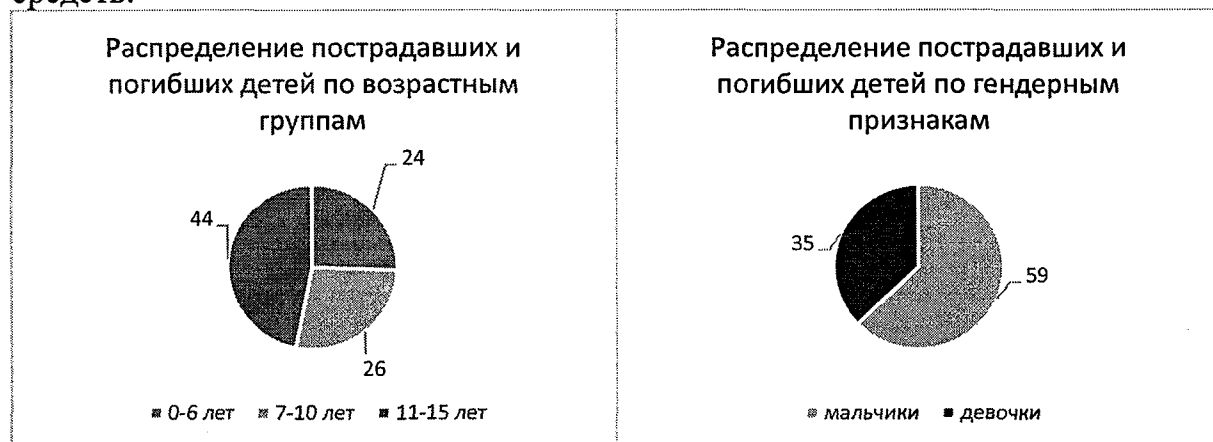 средств.
Распределение пострадавших и
погибших детей по возрастным
группам
24
44
26
0-6 лет 7-10 лет 11-15 лет
Распределение пострадавших и
погибших детей по гендерным
признакам
35
59
мальчики девочки